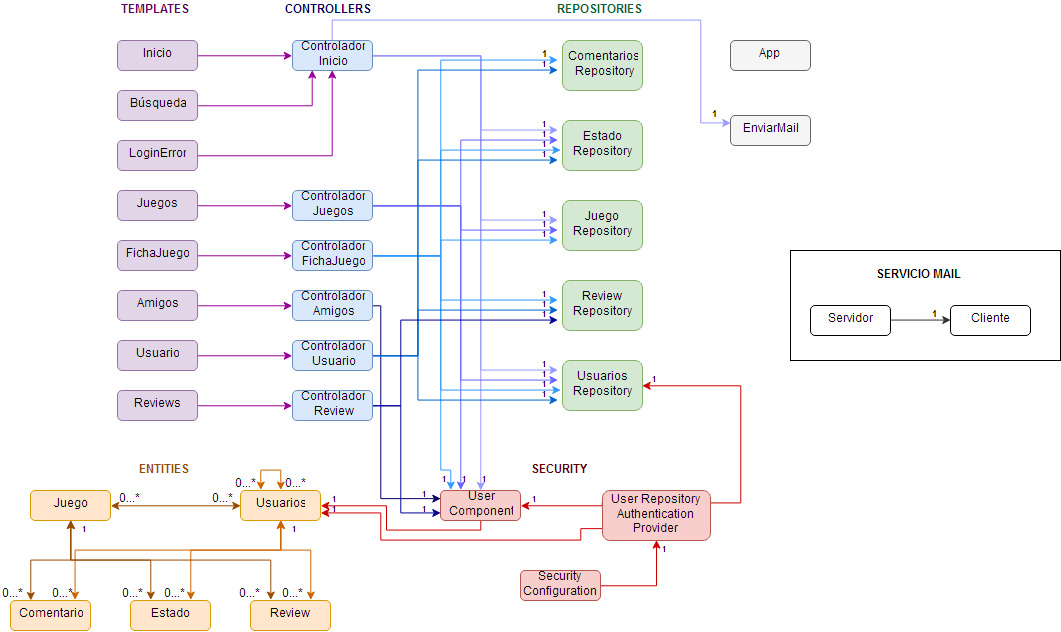 TEMPLATES
CONTROLLERS
REPOSITORIES
Inicio
Controlador
Inicio
1
1
Comentarios
Repository
App
Búsqueda
1
EnviarMail
LoginError
1
1
1
1
Estado
Repository
Juegos
Controlador
Juegos
1
1
1
Juego
Repository
FichaJuego
Controlador
FichaJuego
SERVICIO MAIL
Servidor
1
Cliente
Amigos
Controlador
Amigos
1
1
1
Review
Repository
Usuario
Controlador
Usuario
1
1
1
1
Usuarios
Repository
1
Reviews
Controlador
Review
ENTITIES
SECURITY
0...*
0...*
1
1
1
Juego
0...*
0...*
Usuarios
1
1
1
1
User
Component
1
User Repository
Authentication
Provider
1
1
1
Security
Configuration
0...*
0...*
0...*
0...*
0...*
0...*
Comentario
Estado
Review